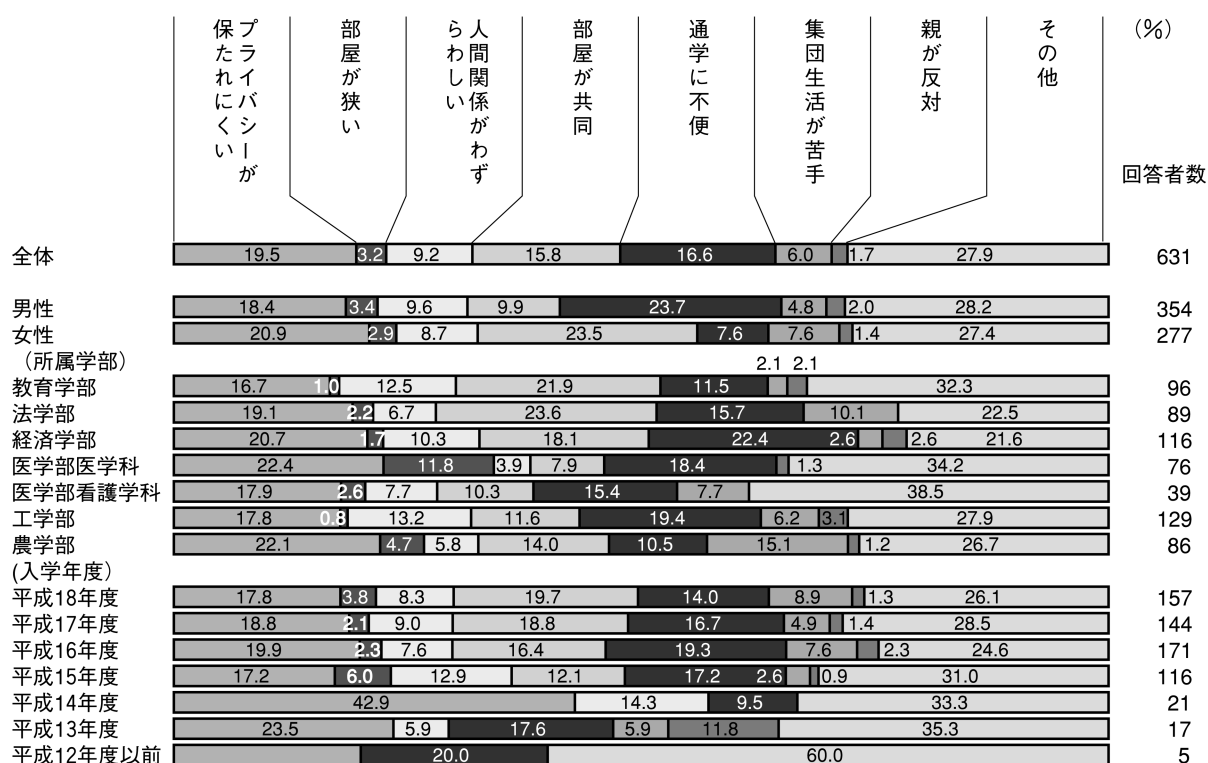 プライバシーが
保たれにくい
部屋が狭い
人間関係がわず
らわしい
部屋が共同
通学に不便
集団生活が苦手
親が反対
その他
(%)
回答者数
全体 19.5 3.2 9.2 15.8 16.6 6.0 1.7 27.9 631
男性 18.4 3.4 9.6 9.9 23.7 4.8 2.0 28.2 354
女性 20.9 2.9 8.7 23.5 7.6 7.6 1.4 27.4 277
（所属学部） 2.1 2.1
教育学部 16.7 1.0 12.5 21.9 11.5 32.3 96
法学部 19.1 2.2 6.7 23.6 15.7 10.1 22.5 89
経済学部 20.7 1.7 10.3 18.1 22.4 2.6 2.6 21.6 116
医学部医学科 22.4 11.8 3.9 7.9 18.4 1.3 34.2 76
医学部看護学科 17.9 2.6 7.7 10.3 15.4 7.7 38.5 39
工学部 17.8 0.8 13.2 11.6 19.4 6.2 3.1 27.9 129
農学部 22.1 4.7 5.8 14.0 10.5 15.1 1.2 26.7 86
(入学年度）
平成18年度 17.8 3.8 8.3 19.7 14.0 8.9 1.3 26.1 157
平成17年度 18.8 2.1 9.0 18.8 16.7 4.9 1.4 28.5 144
平成16年度 19.9 2.3 7.6 16.4 19.3 7.6 2.3 24.6 171
平成15年度 17.2 6.0 12.9 12.1 17.2 2.6 0.9 31.0 116
平成14年度 42.9 14.3 9.5 33.3 21
平成13年度 23.5 5.9 17.6 5.9 11.8 35.3 17
平成12年度以前 20.0 60.0 5